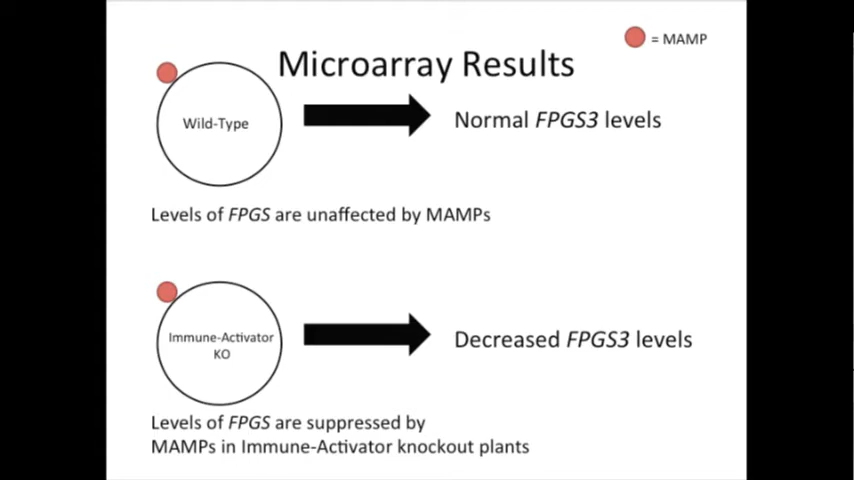 = MAMP
Microarray Results
Wild-Type
Normal FPGS3 levels
Levels of FPGS are unaffected by MAMPs
Immune-Activator
KO
Decreased FPGS3 levels
Levels of FPGS are suppressed by
MAMPs in Immune-Activator knockout plants